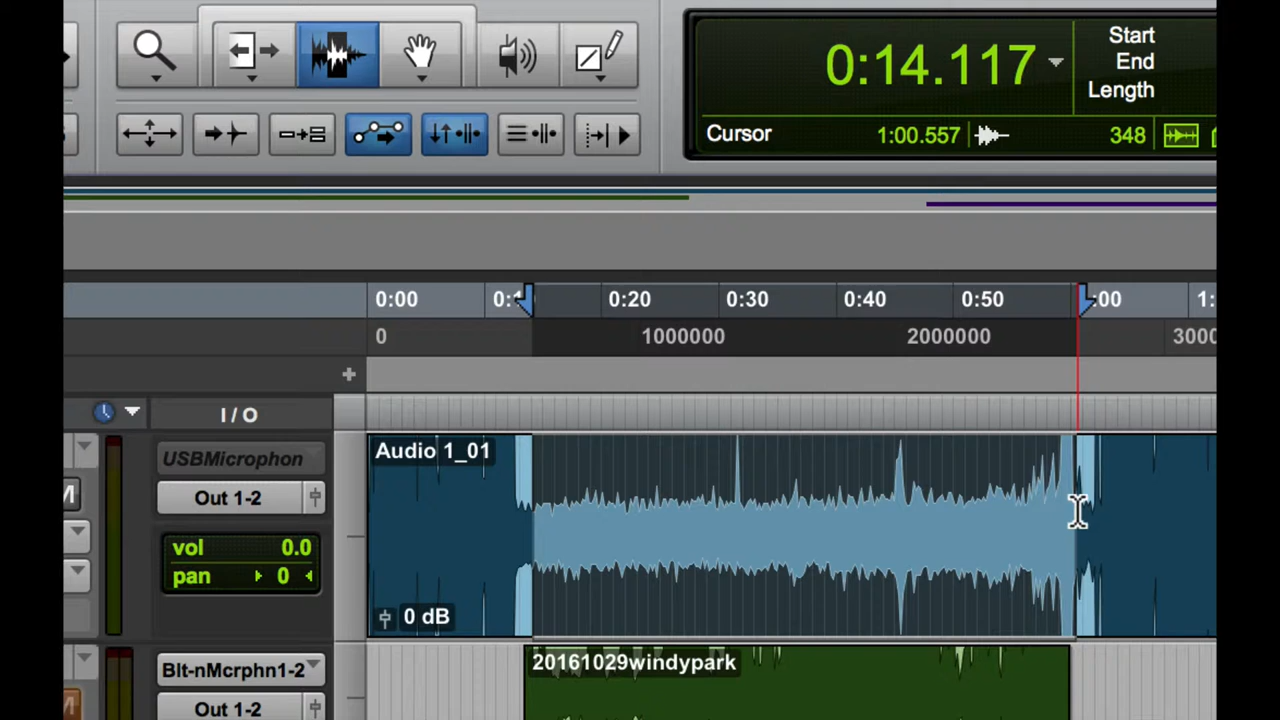 0:14.117
Start
End
Length
Cursor
1:00.557
348
0:00
0:20
0:30
0:40
0:50
1:
0
1000000
2000000
I / O
Audio 1_01
USBMicrophon
Out 1-2
vol 0.0
pan 0
0 dB
Blt-nMcrphn1-2
20161029windypark
Out 1-2